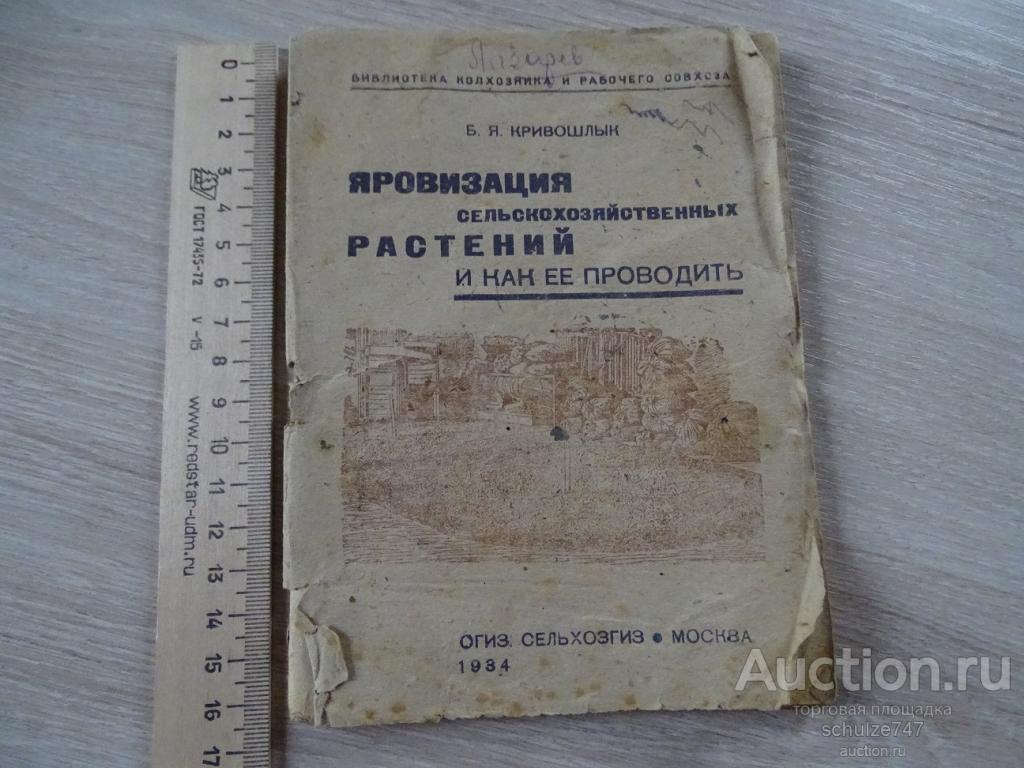 Лазарев
БИБЛИОТЕКА КОЛХОЗНИКА И РАБОЧЕГО СОВХОЗА
Б. Я. КРИВОШЛЫК
ЯРОВИЗАЦИЯ
СЕЛЬСКОХОЗЯЙСТВЕННЫХ
РАСТЕНИЙ
И КАК ЕЕ ПРОВОДИТЬ
ОГИЗ. СЕЛЬХОЗГИЗ • МОСКВА
1934
0
1
2
3
4
5
6
7
8
9
10
11
12
13
14
15
16
17
ГОСТ 17435-72
V -15
www.redstar-udm.ru
Auction.ru
торговая площадка
schulze747
auction.ru